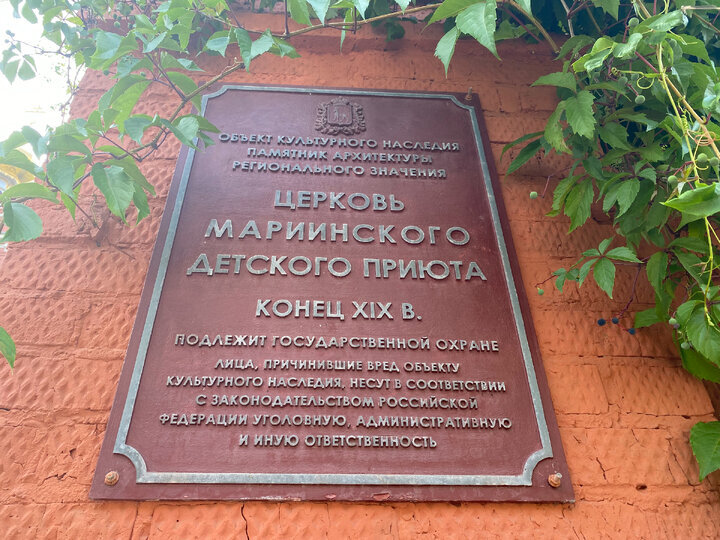 ОБЪЕКТ КУЛЬТУРНОГО НАСЛЕДИЯ
ПАМЯТНИК АРХИТЕКТУРЫ
РЕГИОНАЛЬНОГО ЗНАЧЕНИЯ
ЦЕРКОВЬ
МАРИИНСКОГО
ДЕТСКОГО ПРИЮТА
КОНЕЦ XIX В.
ПОДЛЕЖИТ ГОСУДАРСТВЕННОЙ ОХРАНЕ
ЛИЦА, ПРИЧИНИВШИЕ ВРЕД ОБЪЕКТУ
КУЛЬТУРНОГО НАСЛЕДИЯ, НЕСУТ В СООТВЕТСТВИИ
С ЗАКОНОДАТЕЛЬСТВОМ РОССИЙСКОЙ
ФЕДЕРАЦИИ УГОЛОВНУЮ, АДМИНИСТРАТИВНУЮ
И ИНУЮ ОТВЕТСТВЕННОСТЬ